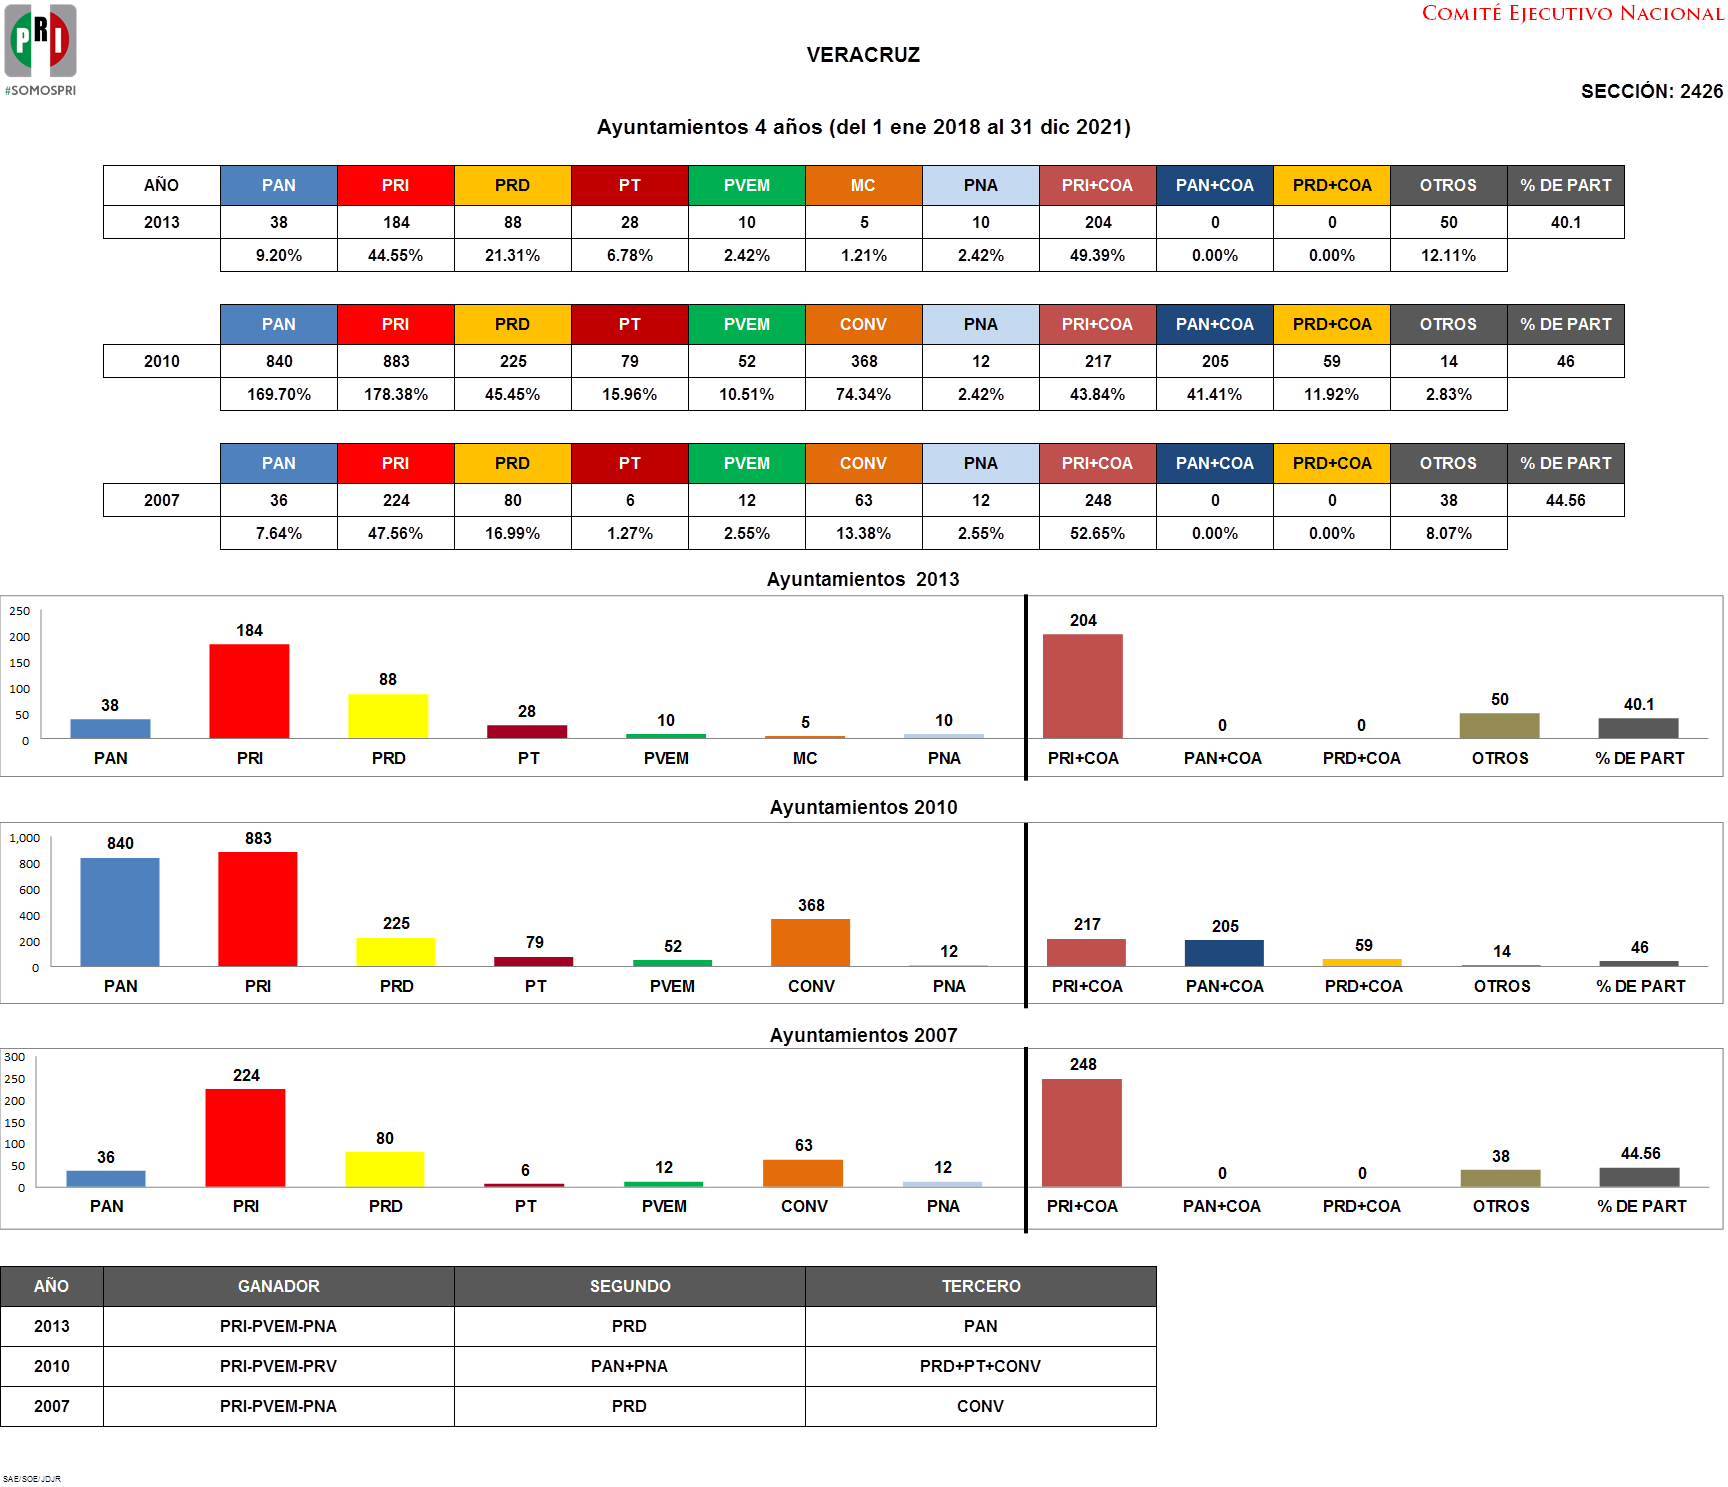 COMITÉ EJECUTIVO NACIONAL
PRI
#SOMOSPRI
VERACRUZ
SECCIÓN: 2426
Ayuntamientos 4 años (del 1 ene 2018 al 31 dic 2021)
AÑO PAN PRI PRD PT PVEM MC PNA PRI+COA PAN+COA PRD+COA OTROS % DE PART
2013 38 184 88 28 10 5 10 204 0 0 50 40.1
9.20% 44.55% 21.31% 6.78% 2.42% 1.21% 2.42% 49.39% 0.00% 0.00% 12.11%
PAN PRI PRD PT PVEM CONV PNA PRI+COA PAN+COA PRD+COA OTROS % DE PART
2010 840 883 225 79 52 368 12 217 205 59 14 46
169.70% 178.38% 45.45% 15.96% 10.51% 74.34% 2.42% 43.84% 41.41% 11.92% 2.83%
PAN PRI PRD PT PVEM CONV PNA PRI+COA PAN+COA PRD+COA OTROS % DE PART
2007 36 224 80 6 12 63 12 248 0 0 38 44.56
7.64% 47.56% 16.99% 1.27% 2.55% 13.38% 2.55% 52.65% 0.00% 0.00% 8.07%
Ayuntamientos 2013
250
200
150
100
50
0
38 184 88 28 10 5 10 204 0 0 50 40.1
PAN PRI PRD PT PVEM MC PNA PRI+COA PAN+COA PRD+COA OTROS % DE PART
Ayuntamientos 2010
1,000
800
600
400
200
0
840 883 225 79 52 368 12 217 205 59 14 46
PAN PRI PRD PT PVEM CONV PNA PRI+COA PAN+COA PRD+COA OTROS % DE PART
Ayuntamientos 2007
300
250
200
150
100
50
0
36 224 80 6 12 63 12 248 0 0 38 44.56
PAN PRI PRD PT PVEM CONV PNA PRI+COA PAN+COA PRD+COA OTROS % DE PART
AÑO GANADOR SEGUNDO TERCERO
2013 PRI-PVEM-PNA PRD PAN
2010 PRI-PVEM-PRV PAN+PNA PRD+PT+CONV
2007 PRI-PVEM-PNA PRD CONV
SAE/SOE/JDJR